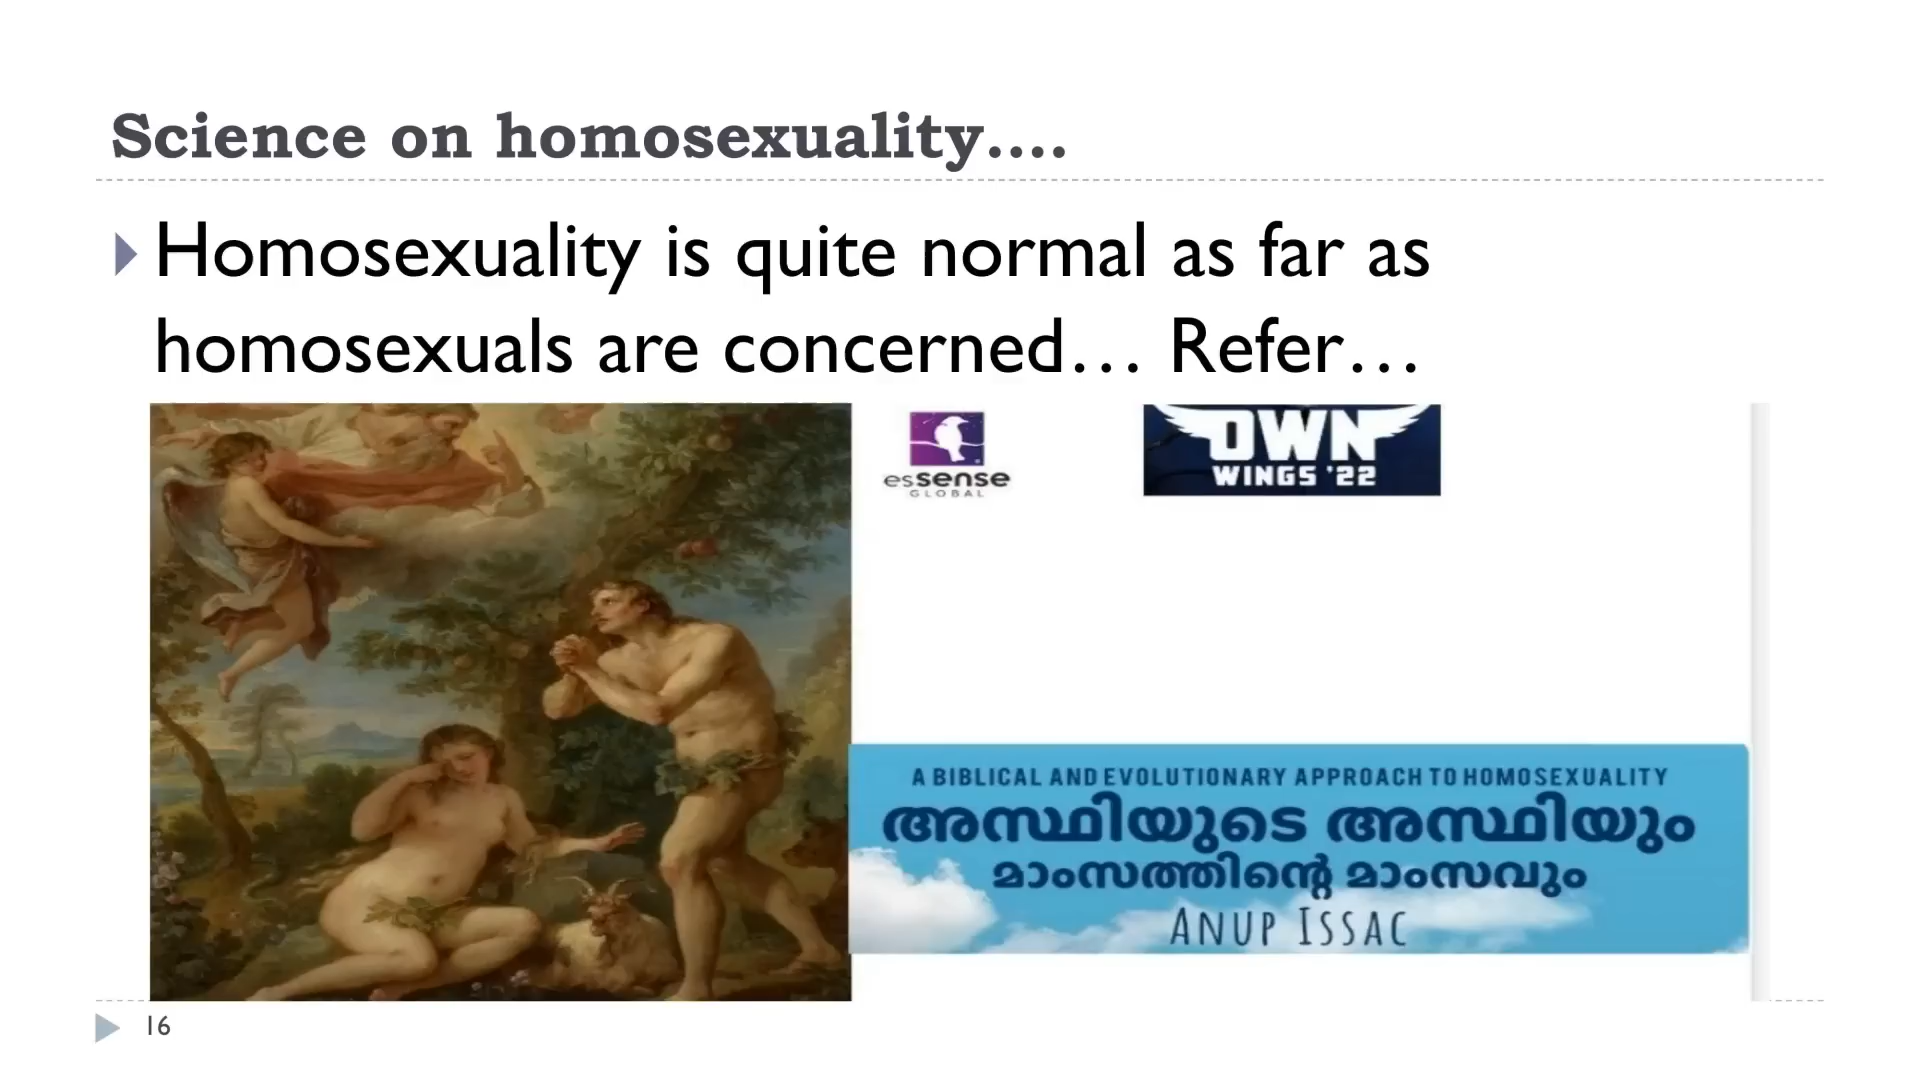 Science on homosexuality....
Homosexuality is quite normal as far as
homosexuals are concerned… Refer…
esSense
GLOBAL
OWN
WINGS '22
A BIBLICAL AND EVOLUTIONARY APPROACH TO HOMOSEXUALITY
അസ്ഥിയുടെ അസ്ഥിയും
മാംസത്തിന്റെ മാംസവും
ANUP ISSAC
16